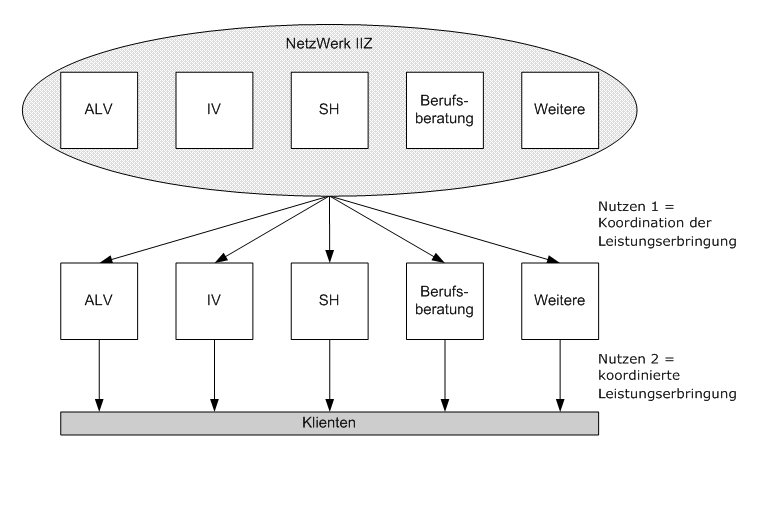 NetzWerk IIZ
ALV
IV
SH
Berufs-
beratung
Weitere
Nutzen 1 =
Koordination der
Leistungserbringung
ALV
IV
SH
Berufs-
beratung
Weitere
Nutzen 2 =
koordinierte
Leistungserbringung
Klienten